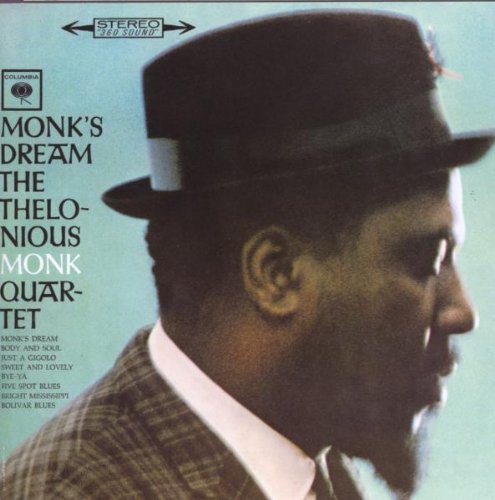 STEREO
"360 SOUND"
COLUMBIA
MONK'S
DREAM
THE
THELO-
NIOUS
MONK
QUAR-
TET
MONK'S DREAM
BODY AND SOUL
JUST A GIGOLO
SWEET AND LOVELY
BYE-YA
FIVE SPOT BLUES
BRIGHT MISSISSIPPI
BOLIVAR BLUES